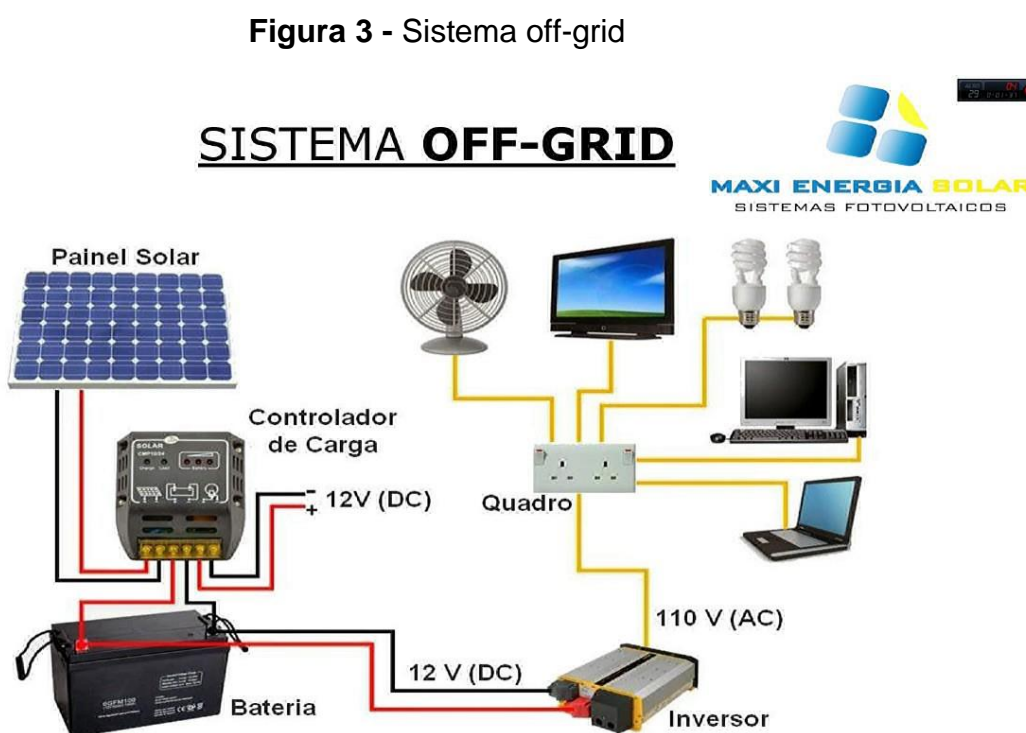 Figura 3 - Sistema off-grid
SISTEMA OFF-GRID
MAXI ENERGIA SOLAR
SISTEMAS FOTOVOLTAICOS
Painel Solar
Controlador
de Carga
SOLAR
- 12V (DC)
+
Quadro
110 V (AC)
12 V (DC)
Bateria
Inversor